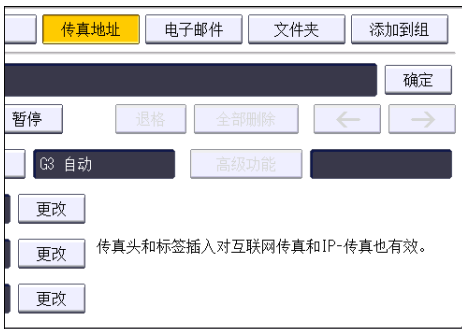 传真地址 电子邮件 文件夹 添加到组
确定
暂停 退格 全部删除 ← →
G3 自动 高级功能
更改
更改 传真头和标签插入对互联网传真和IP-传真也有效。
更改